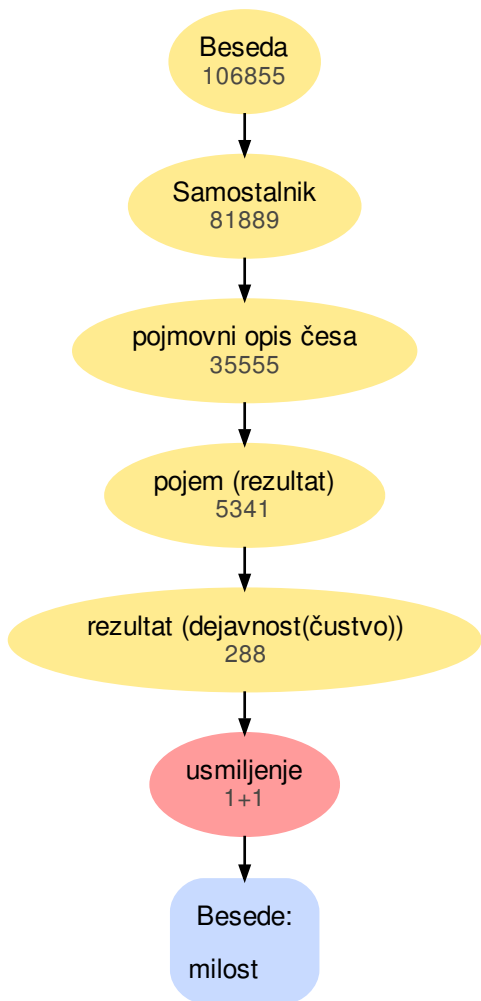 Beseda
106855
Samostalnik
81889
pojmovni opis česa
35555
pojem (rezultat)
5341
rezultat (dejavnost(čustvo))
288
usmiljenje
1+1
Besede:
milost